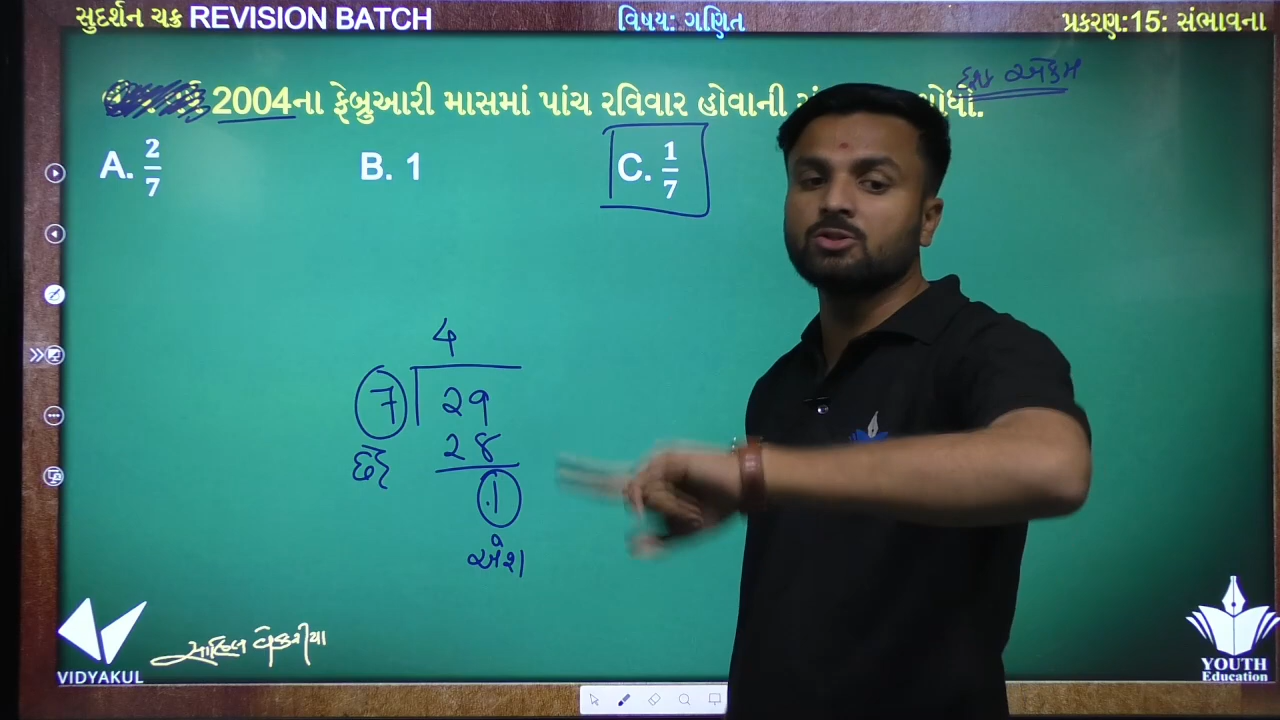 સુદર્શન ચક્ર REVISION BATCH
વિષય: ગણિત
પ્રકરણ:15: સંભાવના
2004ના ફેબ્રુઆરી માસમાં પાંચ રવિવાર હોવાની
A. 2/7
B. 1
C. 1/7
4
7 29
છેદ 28
1
અંશ
VIDYAKUL
YOUTH
Education